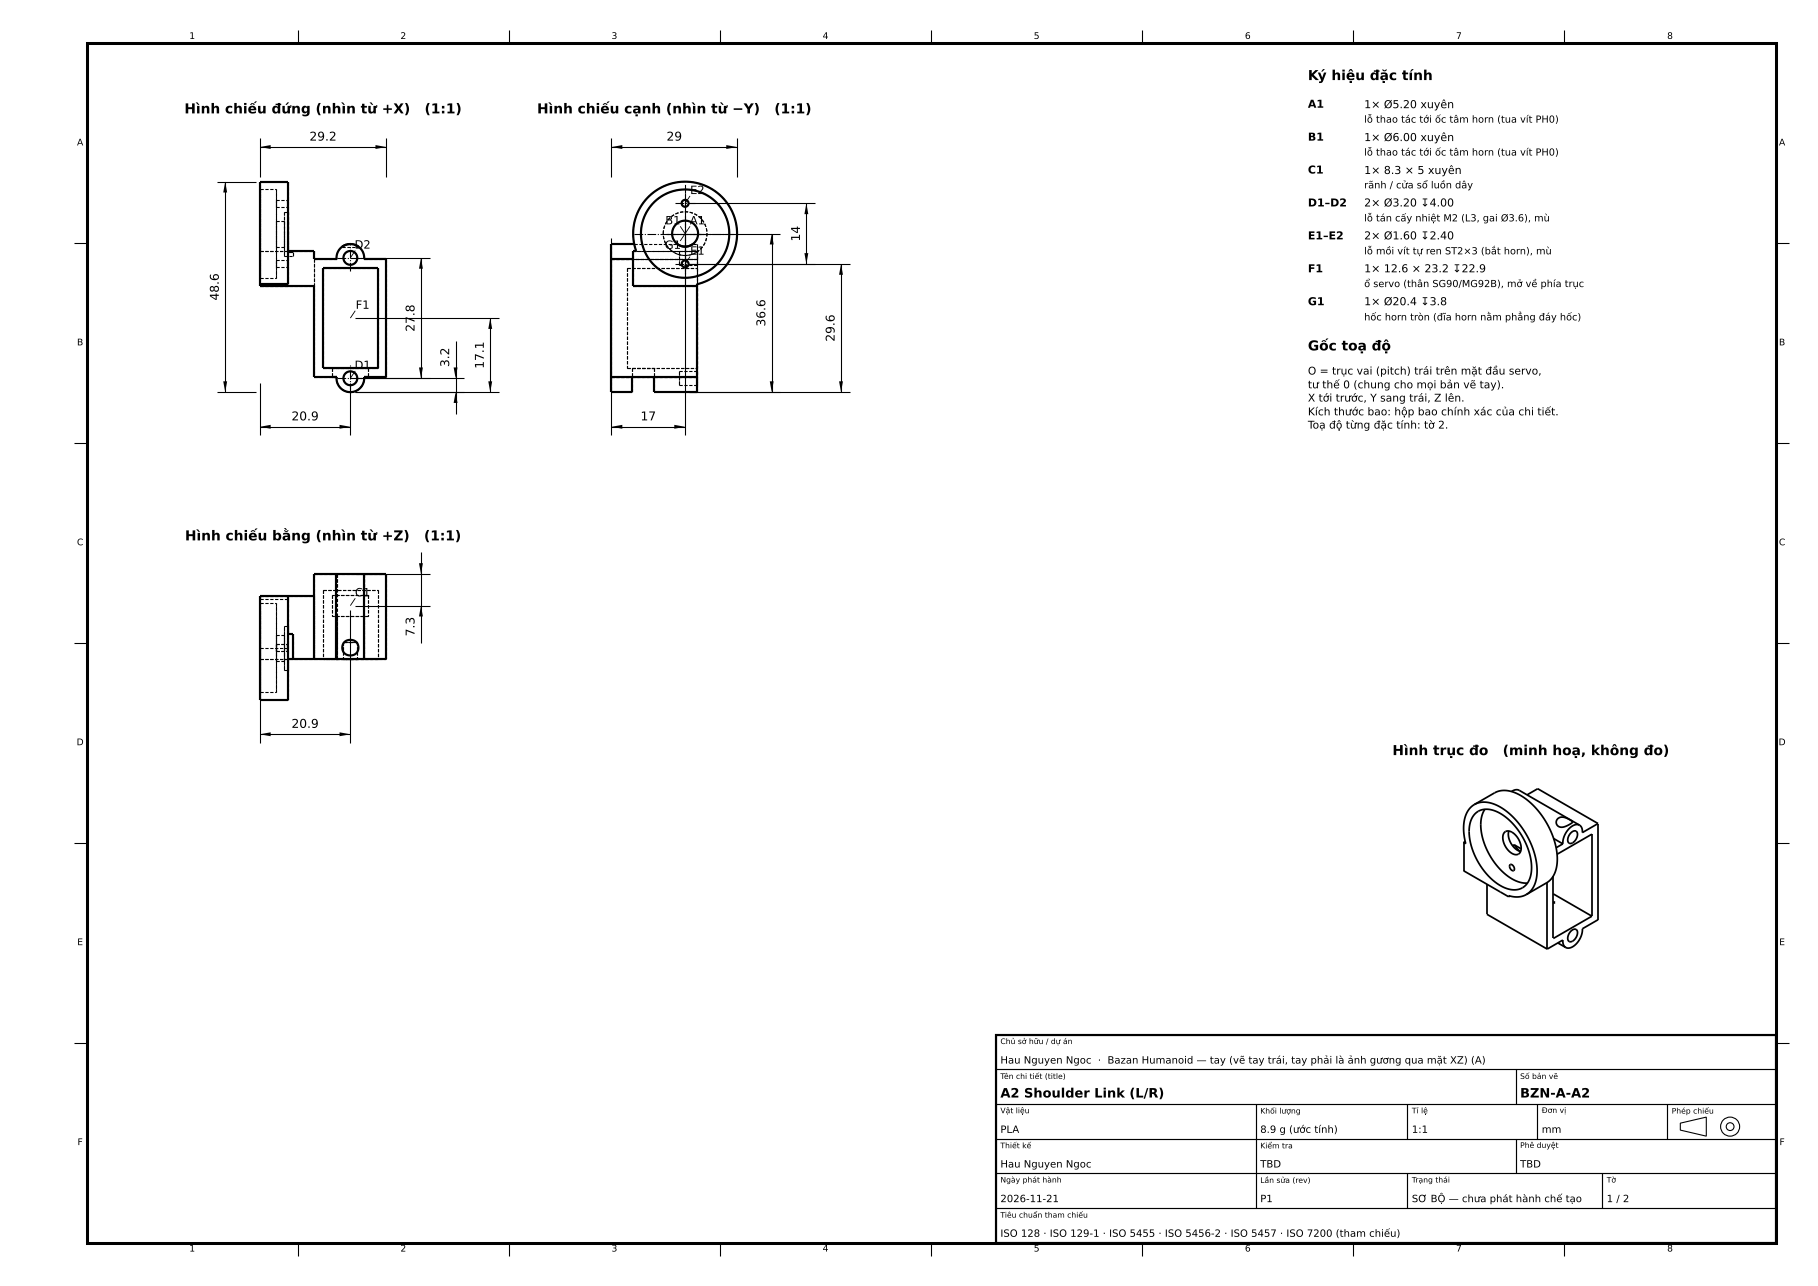 1 2 3 4 5 6 7 8
Hình chiếu đứng (nhìn từ +X) (1:1)
29.2
48.6
D2
F1
27.8
D1
3.2
17.1
20.9
Hình chiếu cạnh (nhìn từ −Y) (1:1)
29
E2
B1 A1
G1 E1
14
36.6
29.6
17
Ký hiệu đặc tính
A1 1× Ø5.20 xuyên
lỗ thao tác tới ốc tâm horn (tua vít PH0)
B1 1× Ø6.00 xuyên
lỗ thao tác tới ốc tâm horn (tua vít PH0)
C1 1× 8.3 × 5 xuyên
rãnh / cửa sổ luồn dây
D1–D2 2× Ø3.20 ↧4.00
lỗ tán cấy nhiệt M2 (L3, gai Ø3.6), mù
E1–E2 2× Ø1.60 ↧2.40
lỗ mồi vít tự ren ST2×3 (bắt horn), mù
F1 1× 12.6 × 23.2 ↧22.9
ổ servo (thân SG90/MG92B), mở về phía trục
G1 1× Ø20.4 ↧3.8
hốc horn tròn (đĩa horn nằm phẳng đáy hốc)
Gốc toạ độ
O = trục vai (pitch) trái trên mặt đầu servo,
tư thế 0 (chung cho mọi bản vẽ tay).
X tới trước, Y sang trái, Z lên.
Kích thước bao: hộp bao chính xác của chi tiết.
Toạ độ từng đặc tính: tờ 2.
Hình chiếu bằng (nhìn từ +Z) (1:1)
C1
7.3
20.9
Hình trục đo (minh hoạ, không đo)
A A
B B
C C
D D
E E
F F
Chủ sở hữu / dự án
Hau Nguyen Ngoc · Bazan Humanoid — tay (vẽ tay trái, tay phải là ảnh gương qua mặt XZ) (A)
Tên chi tiết (title) Số bản vẽ
A2 Shoulder Link (L/R) BZN-A-A2
Vật liệu Khối lượng Tỉ lệ Đơn vị Phép chiếu
PLA 8.9 g (ước tính) 1:1 mm
Thiết kế Kiểm tra Phê duyệt
Hau Nguyen Ngoc TBD TBD
Ngày phát hành Lần sửa (rev) Trạng thái Tờ
2026-11-21 P1 SƠ BỘ — chưa phát hành chế tạo 1 / 2
Tiêu chuẩn tham chiếu
ISO 128 · ISO 129-1 · ISO 5455 · ISO 5456-2 · ISO 5457 · ISO 7200 (tham chiếu)
1 2 3 4 5 6 7 8